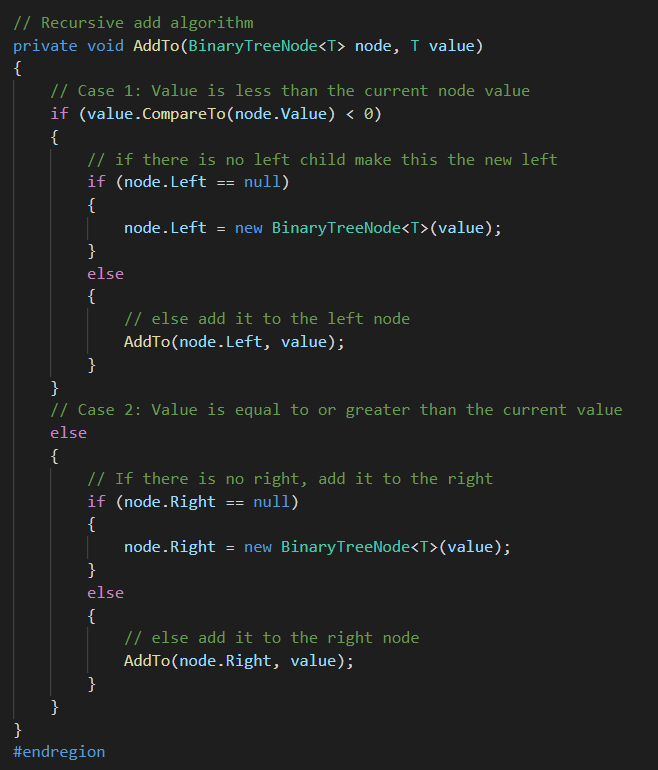 // Recursive add algorithm
private void AddTo(BinaryTreeNode<T> node, T value)
{
    // Case 1: Value is less than the current node value
    if (value.CompareTo(node.Value) < 0)
    {
        // if there is no left child make this the new left
        if (node.Left == null)
        {
            node.Left = new BinaryTreeNode<T>(value);
        }
        else
        {
            // else add it to the left node
            AddTo(node.Left, value);
        }
    }
    // Case 2: Value is equal to or greater than the current value
    else
    {
        // If there is no right, add it to the right
        if (node.Right == null)
        {
            node.Right = new BinaryTreeNode<T>(value);
        }
        else
        {
            // else add it to the right node
            AddTo(node.Right, value);
        }
    }
}
#endregion